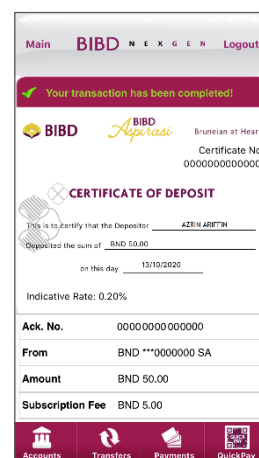 Main BIBD NEXGEN Logout
Your transaction has been completed!
BIBD BIBD Aspirasi Bruneian at Hear
Certificate No
0000000000000
CERTIFICATE OF DEPOSIT
This is to certify that the Depositor AZRIN ARIFFIN
Deposited the sum of BND 50.00
on this day 13/10/2020
Indicative Rate: 0.20%
Ack. No. 00000000000000
From BND ***0000000 SA
Amount BND 50.00
Subscription Fee BND 5.00
QUICK PAY
Accounts Transfers Payments QuickPay